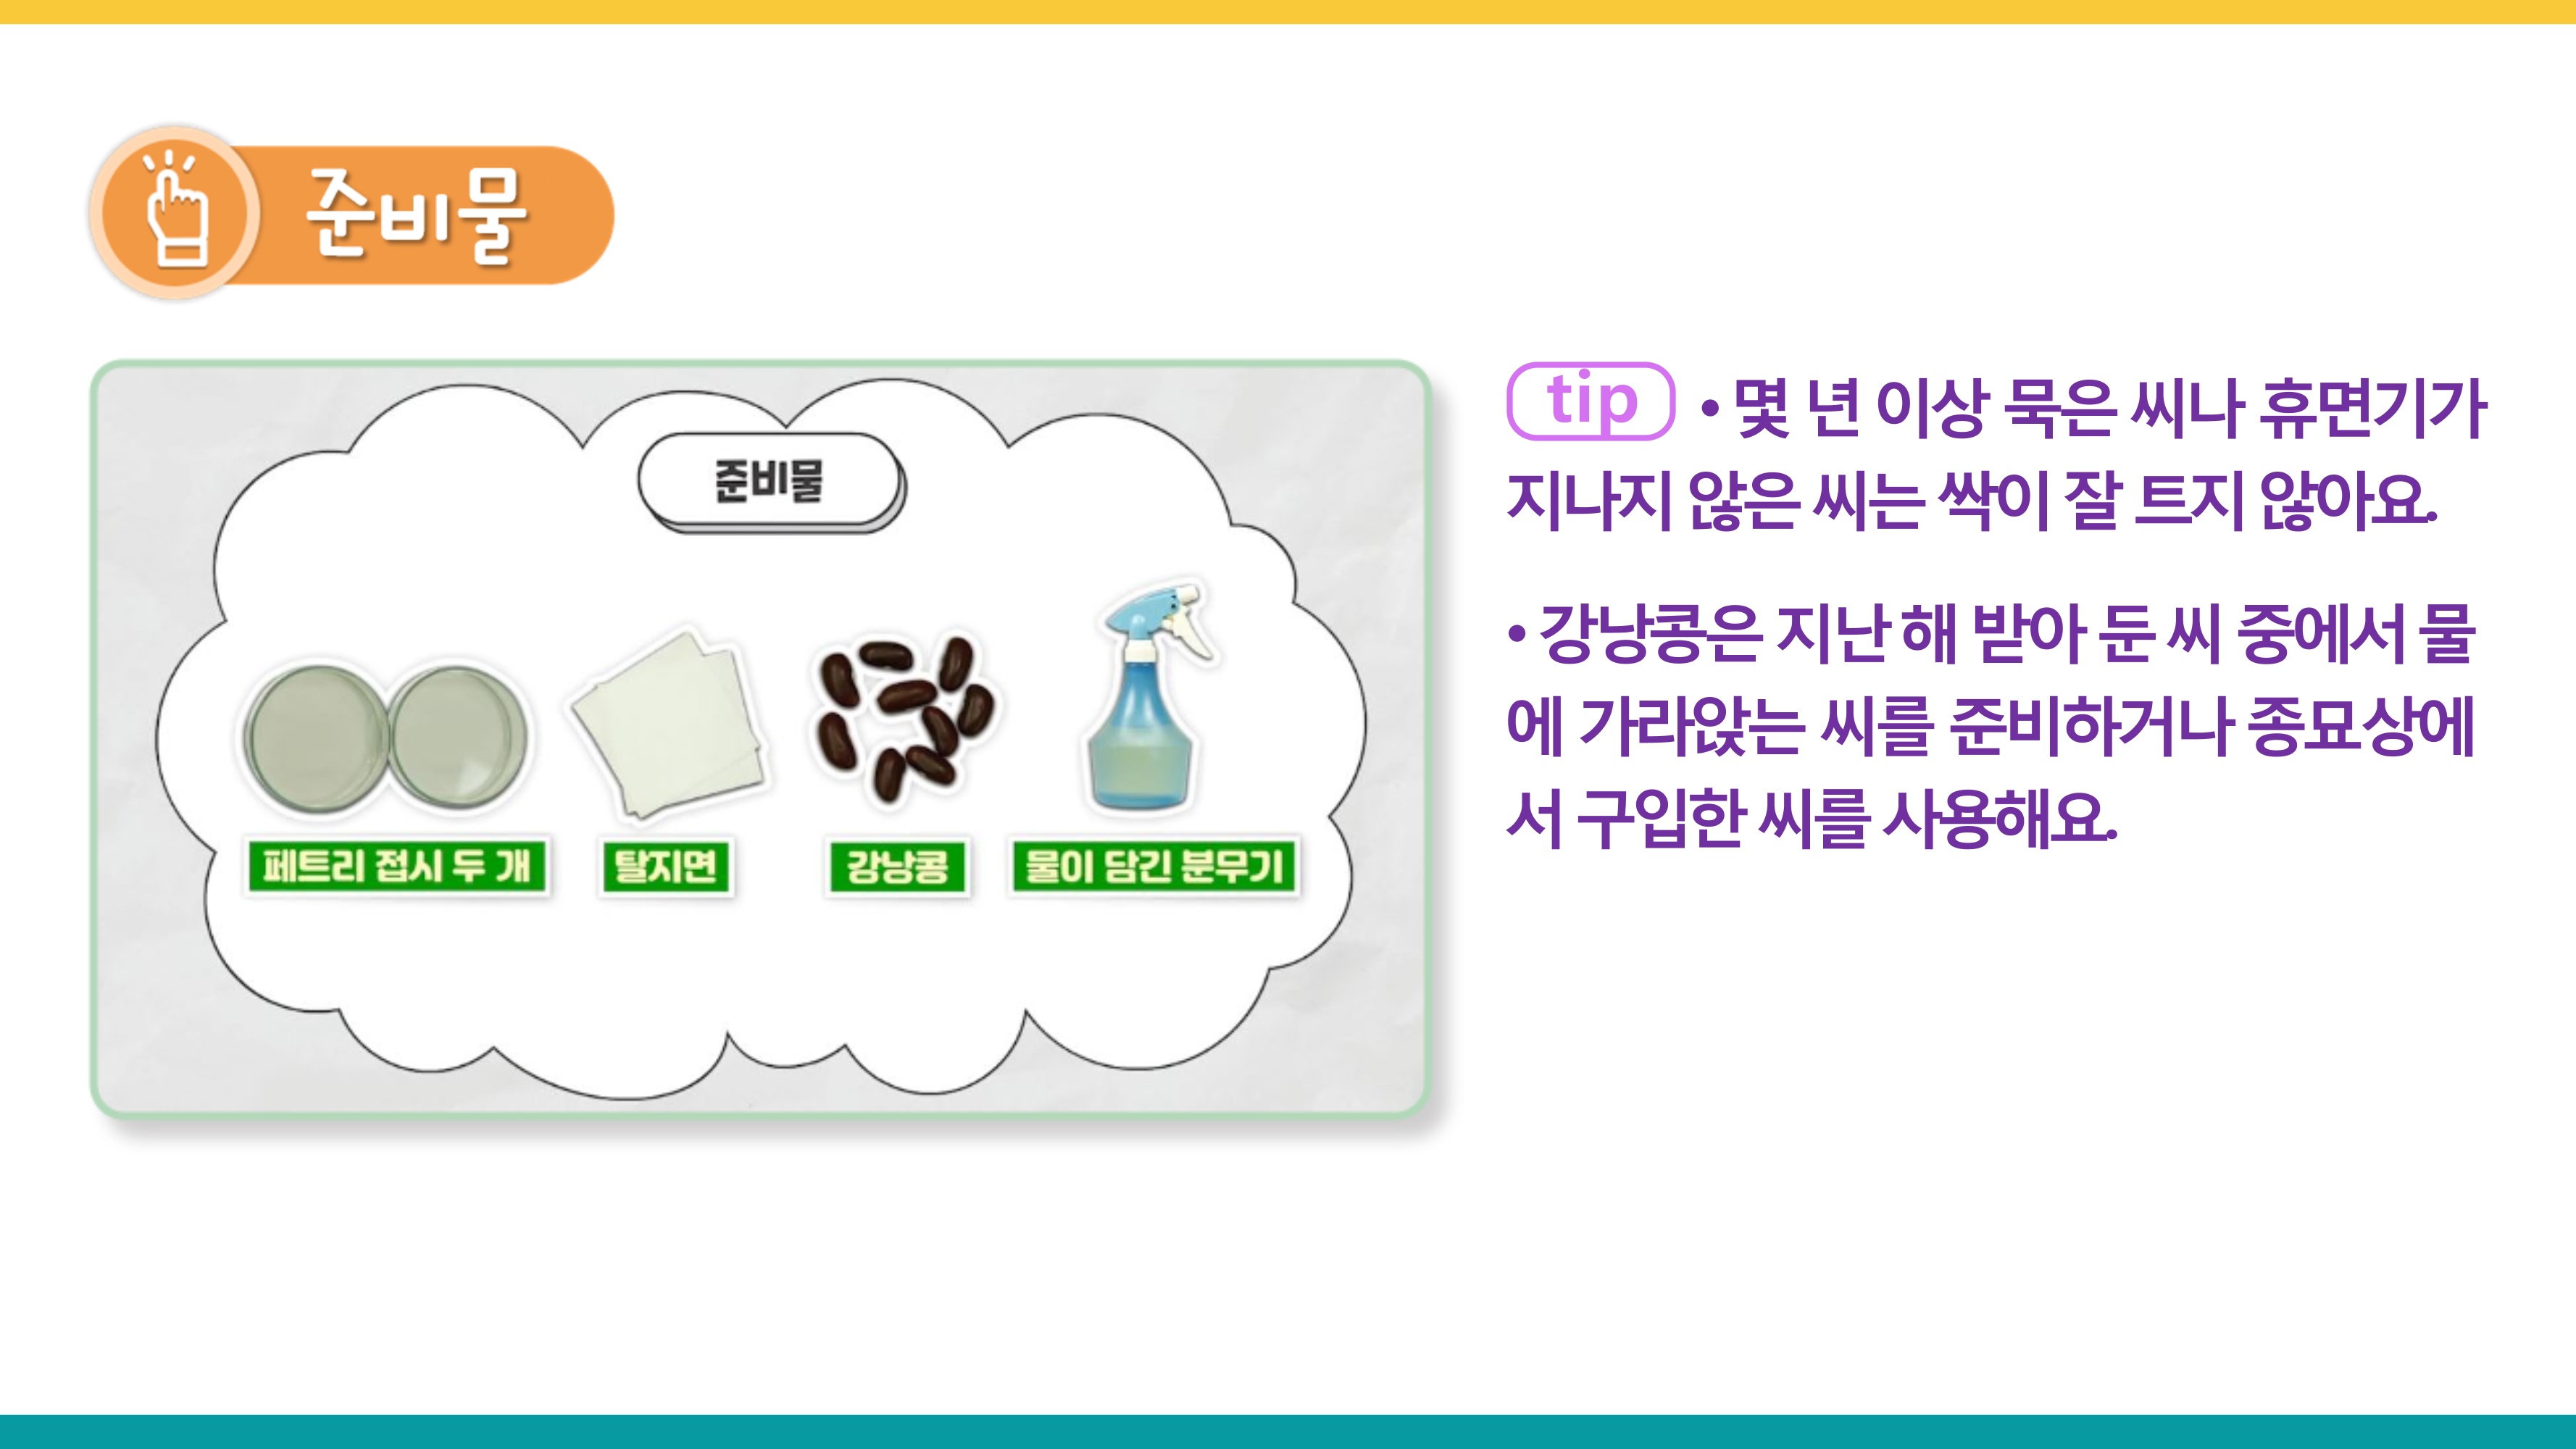 준비물
준비물
페트리 접시 두 개
탈지면
강낭콩
물이 담긴 분무기
tip • 몇 년 이상 묵은 씨나 휴면기가
지나지 않은 씨는 싹이 잘 트지 않아요.
• 강낭콩은 지난 해 받아 둔 씨 중에서 물
에 가라앉는 씨를 준비하거나 종묘상에
서 구입한 씨를 사용해요.